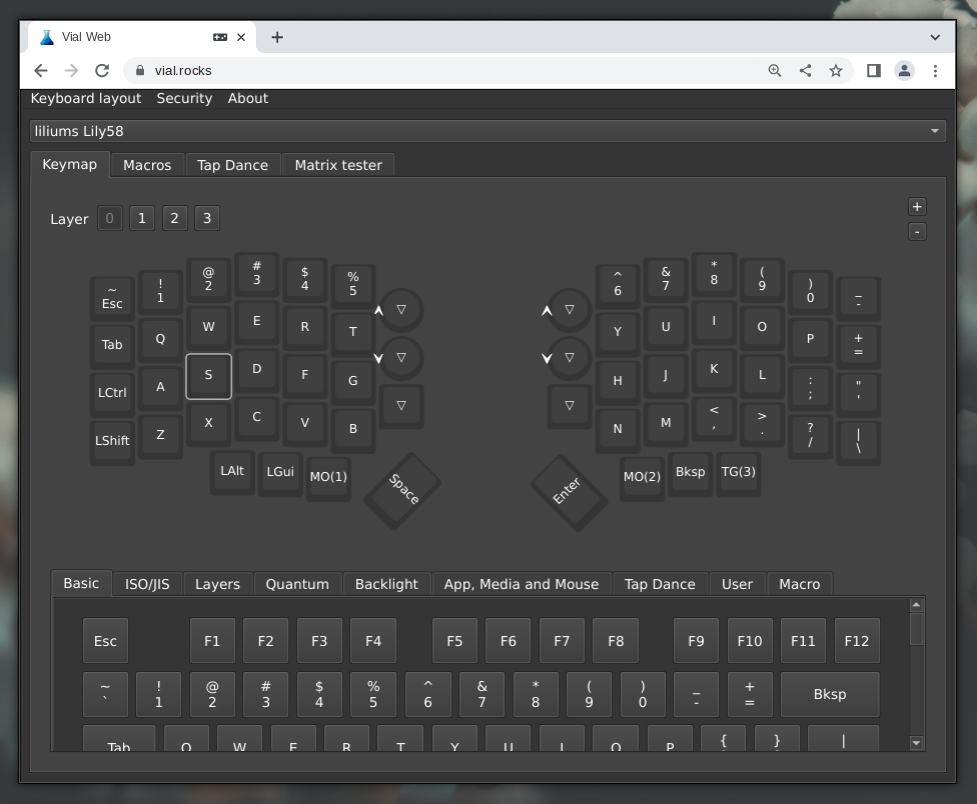 Vial Web
vial.rocks
Keyboard layout Security About
liliums Lily58
Keymap Macros Tap Dance Matrix tester
Layer 0 1 2 3
+
-
~ Esc ! 1 @ 2 # 3 $ 4 % 5 ^ 6 & 7 * 8 ( 9 ) 0 _ -
Tab Q W E R T Y U I O P + =
LCtrl A S D F G H J K L : ; " '
LShift Z X C V B N M < , > . ? / | \
LAlt LGui MO(1) Space Enter MO(2) Bksp TG(3)
Basic ISO/JIS Layers Quantum Backlight App, Media and Mouse Tap Dance User Macro
Esc F1 F2 F3 F4 F5 F6 F7 F8 F9 F10 F11 F12
~ ` ! 1 @ 2 # 3 $ 4 % 5 ^ 6 & 7 * 8 ( 9 ) 0 _ - + = Bksp
Tab Q W E R T Y U I O P { } |